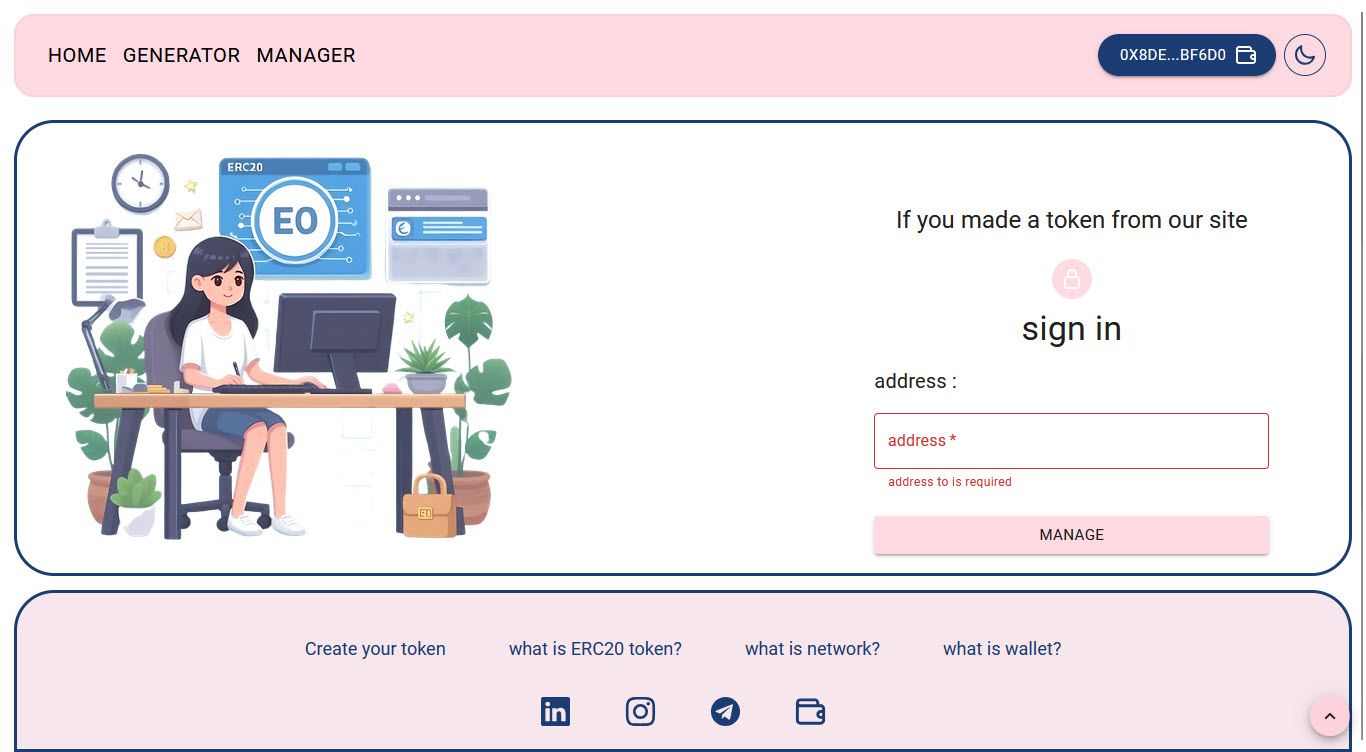 HOME GENERATOR MANAGER
0X8DE...BF6D0
ERC20
EO
If you made a token from our site
sign in
address :
address *
address to is required
MANAGE
Create your token what is ERC20 token? what is network? what is wallet?
in